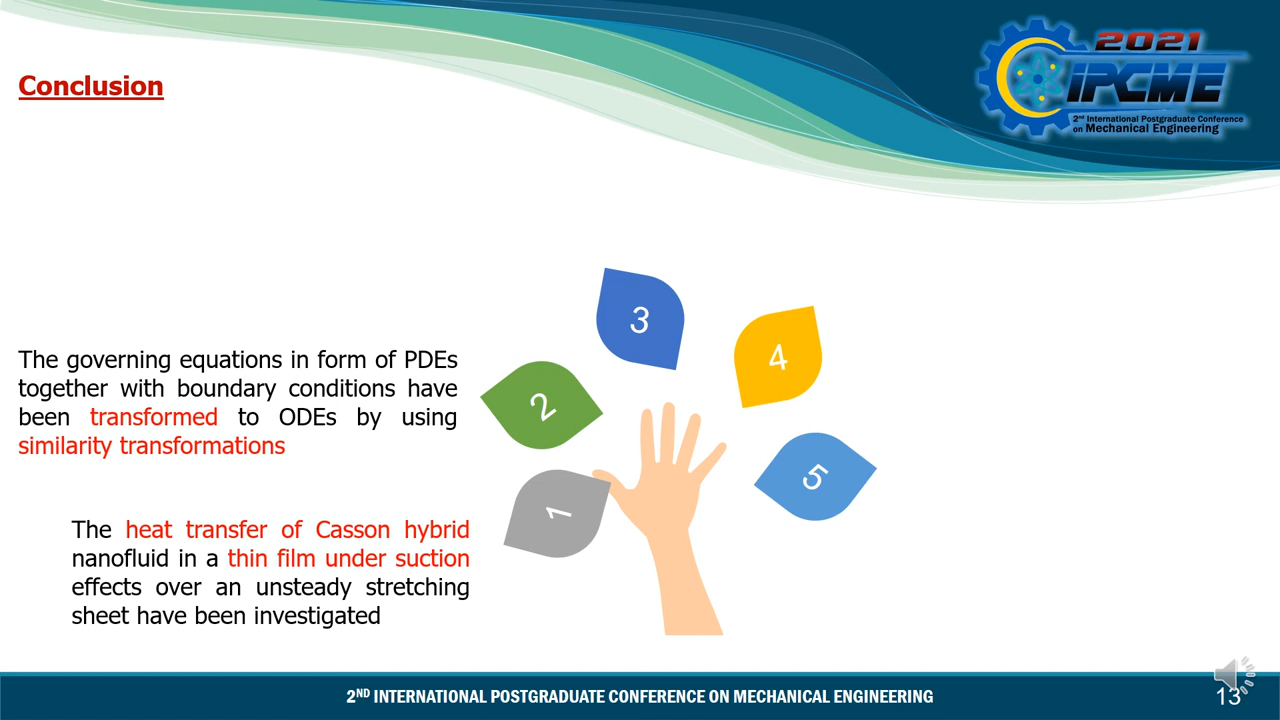 2021
IPCME
2nd International Postgraduate Conference
on Mechanical Engineering
Conclusion
3
4
2
5
1
The governing equations in form of PDEs
together with boundary conditions have
been transformed to ODEs by using
similarity transformations
The heat transfer of Casson hybrid
nanofluid in a thin film under suction
effects over an unsteady stretching
sheet have been investigated
2ND INTERNATIONAL POSTGRADUATE CONFERENCE ON MECHANICAL ENGINEERING
13